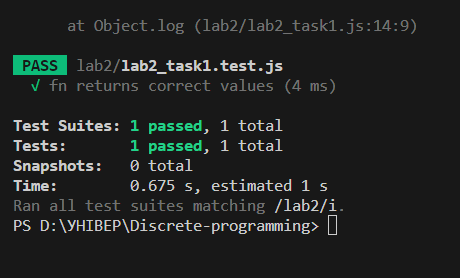 at Object.log (lab2/lab2_task1.js:14:9)
PASS lab2/lab2_task1.test.js
√ fn returns correct values (4 ms)
Test Suites: 1 passed, 1 total
Tests: 1 passed, 1 total
Snapshots: 0 total
Time: 0.675 s, estimated 1 s
Ran all test suites matching /lab2/i.
PS D:\УНІВЕР\Discrete-programming>